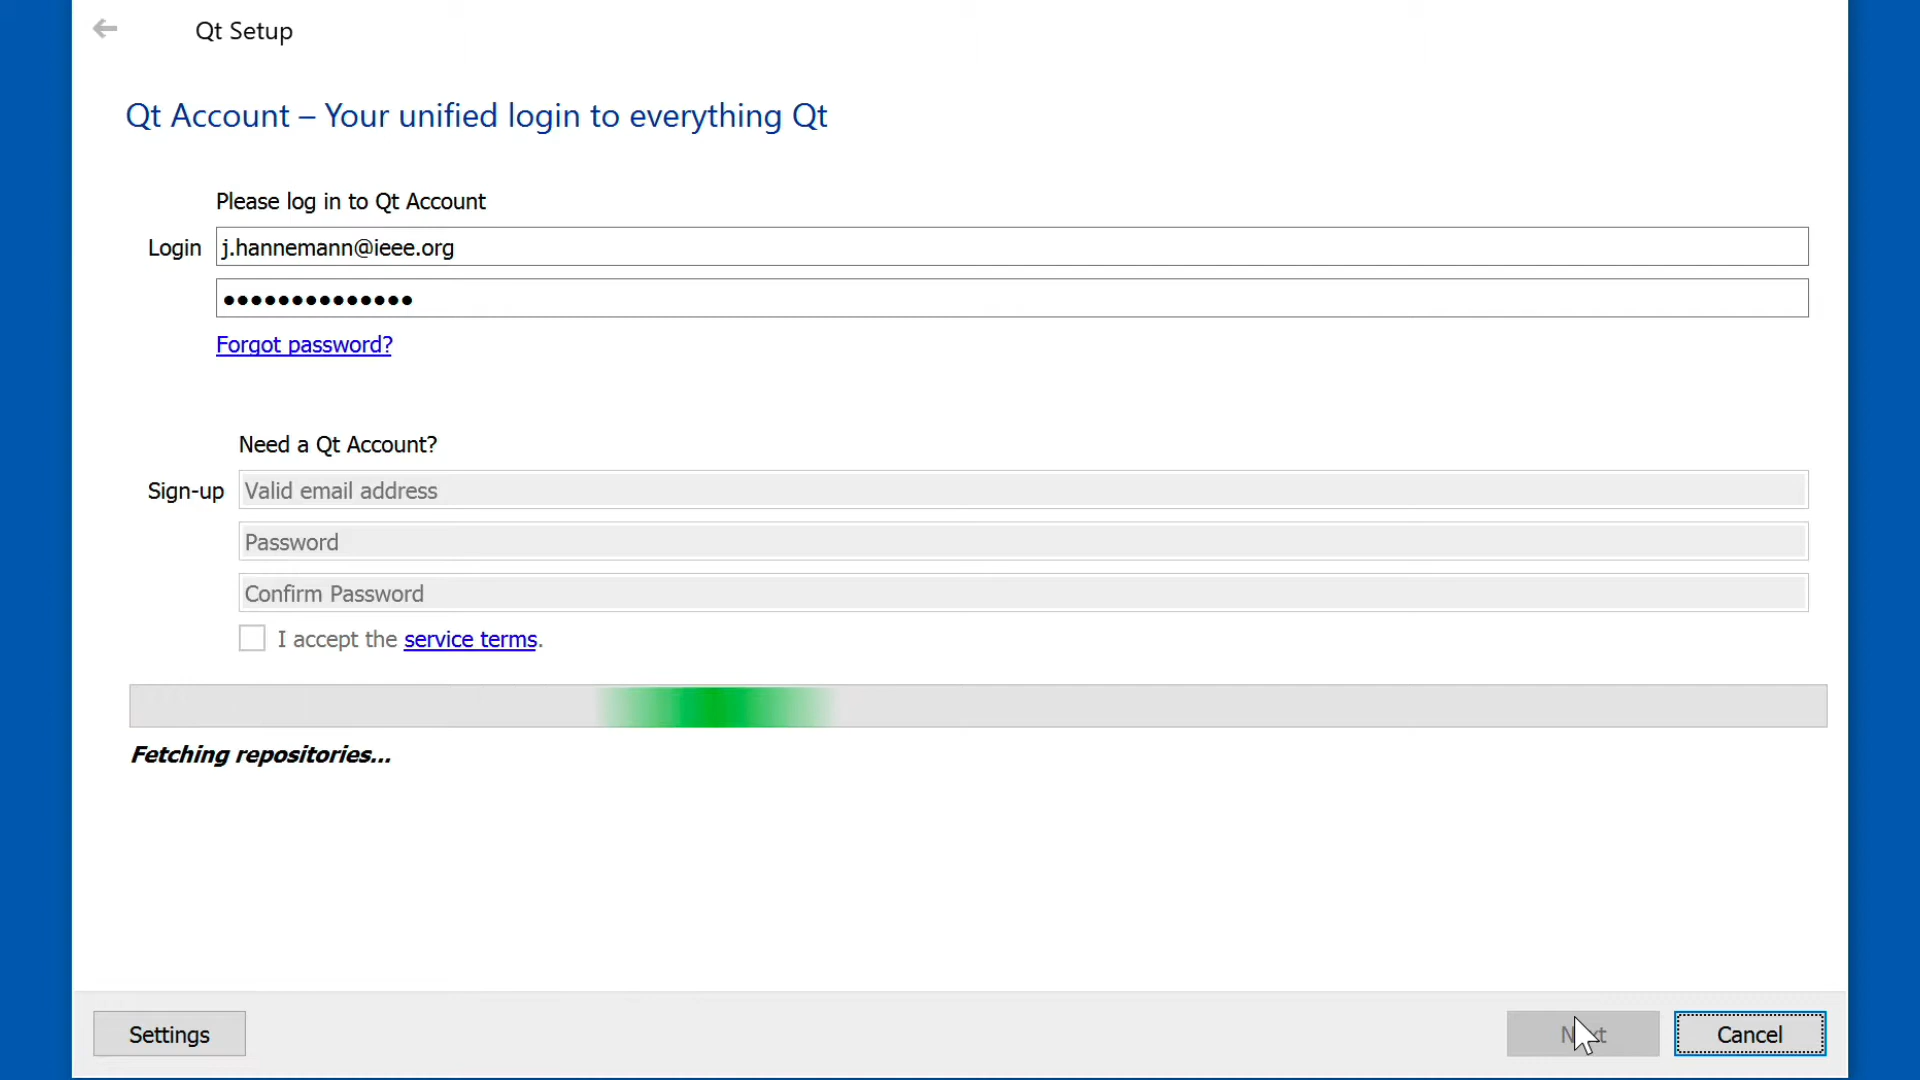 Qt Setup
Qt Account – Your unified login to everything Qt
Please log in to Qt Account
Login j.hannemann@ieee.org
●●●●●●●●●●●●●●
Forgot password?
Need a Qt Account?
Sign-up Valid email address
Password
Confirm Password
I accept the service terms.
Fetching repositories...
Settings Next Cancel